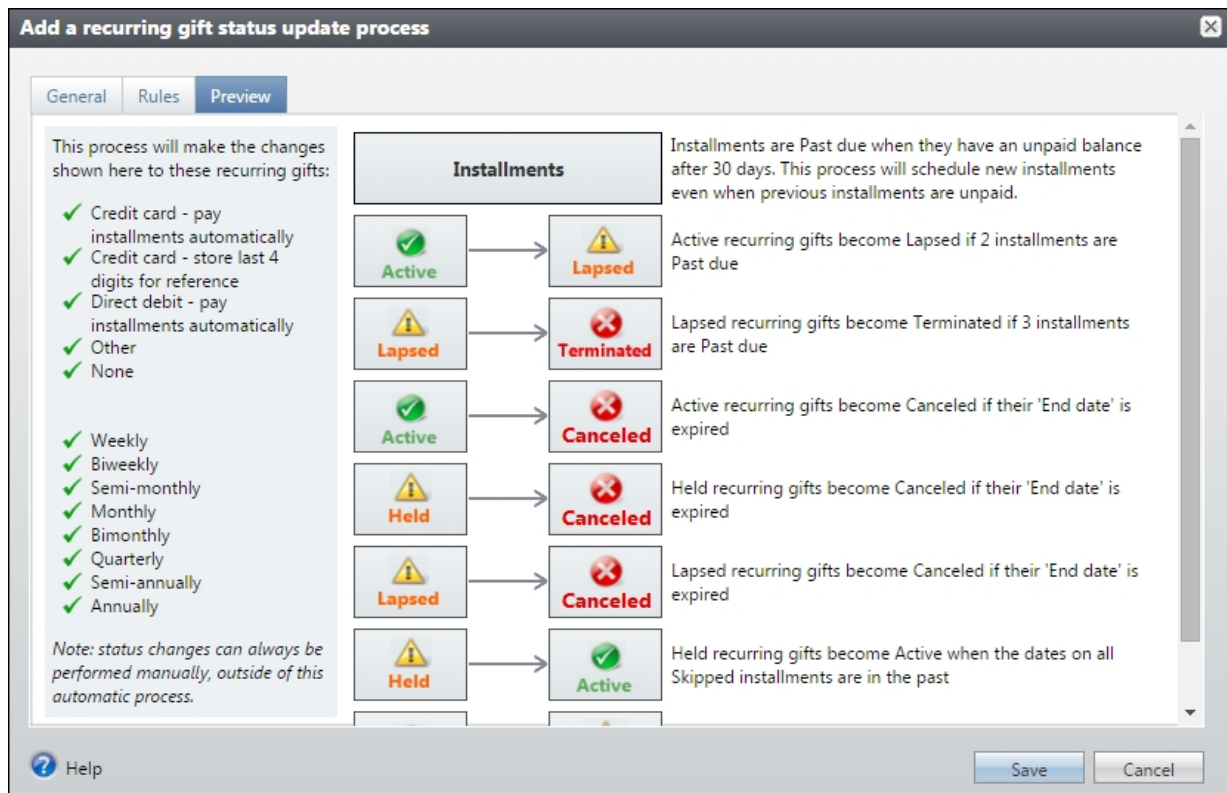 Add a recurring gift status update process
General
Rules
Preview
This process will make the changes
shown here to these recurring gifts:
Credit card - pay
installments automatically
Credit card - store last 4
digits for reference
Direct debit - pay
installments automatically
Other
None
Weekly
Biweekly
Semi-monthly
Monthly
Bimonthly
Quarterly
Semi-annually
Annually
Note: status changes can always be
performed manually, outside of this
automatic process.
Installments
Installments are Past due when they have an unpaid balance
after 30 days. This process will schedule new installments
even when previous installments are unpaid.
Active
Lapsed
Active recurring gifts become Lapsed if 2 installments are
Past due
Lapsed
Terminated
Lapsed recurring gifts become Terminated if 3 installments
are Past due
Active
Canceled
Active recurring gifts become Canceled if their 'End date' is
expired
Held
Canceled
Held recurring gifts become Canceled if their 'End date' is
expired
Lapsed
Canceled
Lapsed recurring gifts become Canceled if their 'End date' is
expired
Held
Active
Held recurring gifts become Active when the dates on all
Skipped installments are in the past
Help
Save
Cancel